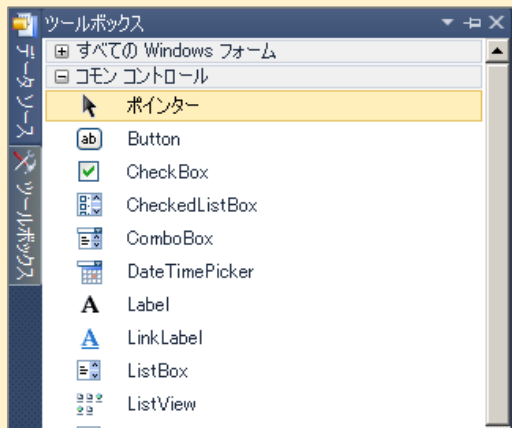 ツールボックス
データ ソース
ツールボックス
すべての Windows フォーム
コモン コントロール
ポインター
ab Button
CheckBox
CheckedListBox
ComboBox
DateTimePicker
A Label
A LinkLabel
ListBox
ListView